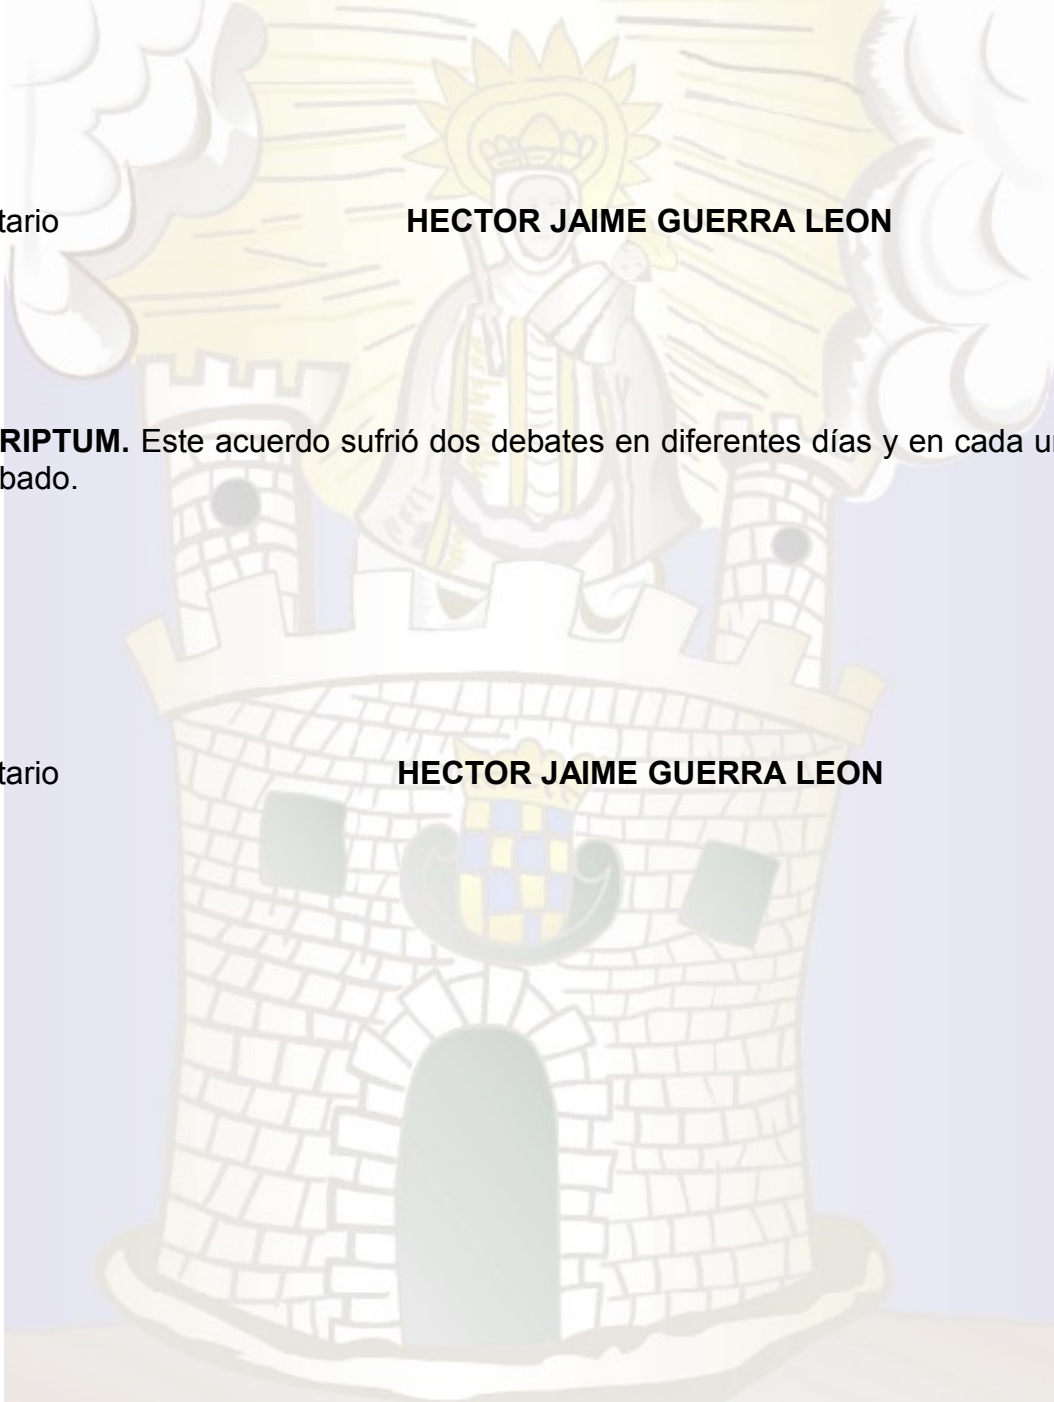 tario HECTOR JAIME GUERRA LEON
RIPTUM. Este acuerdo sufrió dos debates en diferentes días y en cada u
bado.
tario HECTOR JAIME GUERRA LEON